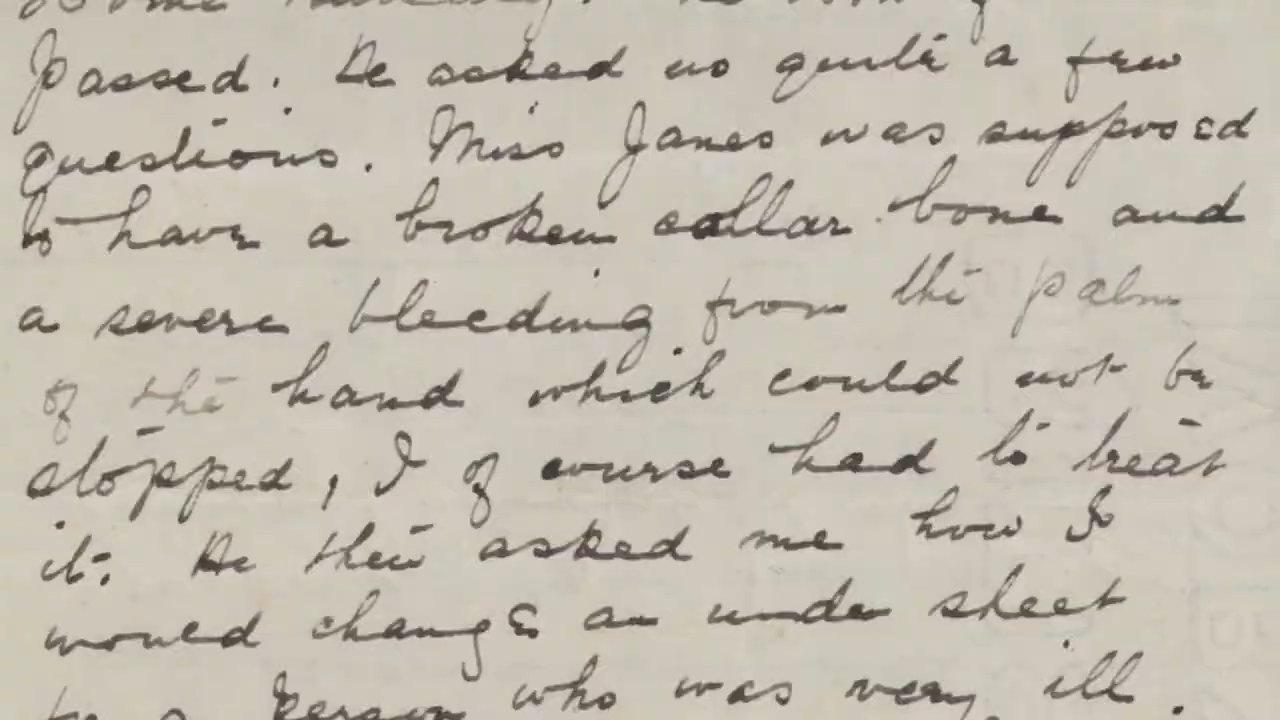 passed. He asked us quite a few
questions. Miss Janes was supposed
to have a broken collar bone and
a severe bleeding from the palm
of the hand which could not be
stopped, I of course had to treat
it. He then asked me how I
would change an under sheet
to a person who was very ill.